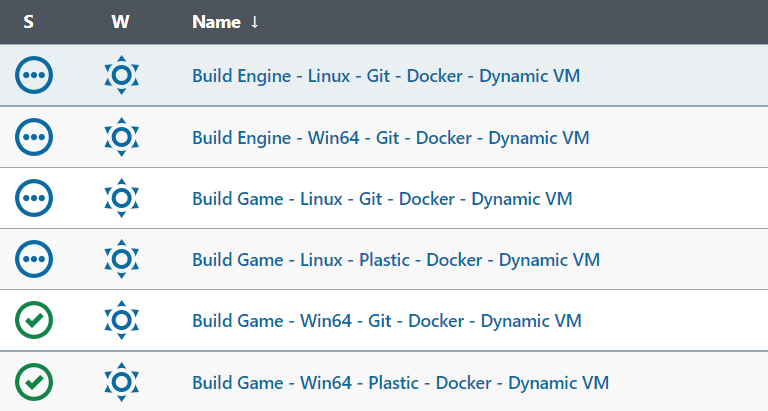 S W Name ↓
Build Engine - Linux - Git - Docker - Dynamic VM
Build Engine - Win64 - Git - Docker - Dynamic VM
Build Game - Linux - Git - Docker - Dynamic VM
Build Game - Linux - Plastic - Docker - Dynamic VM
Build Game - Win64 - Git - Docker - Dynamic VM
Build Game - Win64 - Plastic - Docker - Dynamic VM